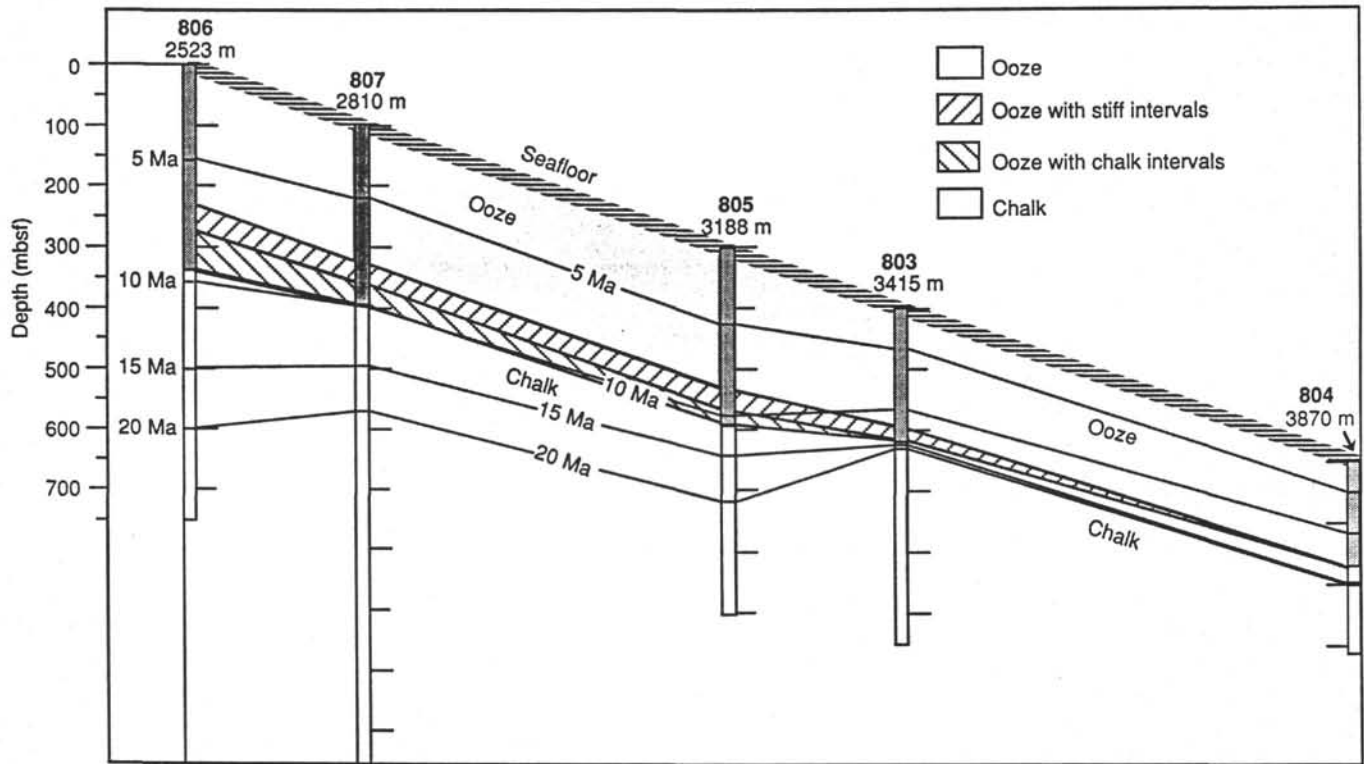 806
2523 m
807
2810 m
805
3188 m
803
3415 m
804
3870 m
Ooze
Ooze with stiff intervals
Ooze with chalk intervals
Chalk
Depth (mbsf)
0
100
200
300
400
500
600
700
5 Ma
10 Ma
15 Ma
20 Ma
Seafloor
Ooze
5 Ma
Chalk
10 Ma
15 Ma
20 Ma
Ooze
Chalk